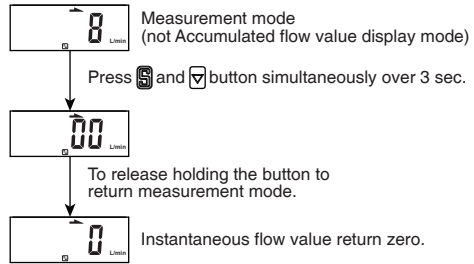 8 L/min
Measurement mode
(not Accumulated flow value display mode)
Press S and ▽ button simultaneously over 3 sec.
00 L/min
To release holding the button to
return measurement mode.
0 L/min
Instantaneous flow value return zero.